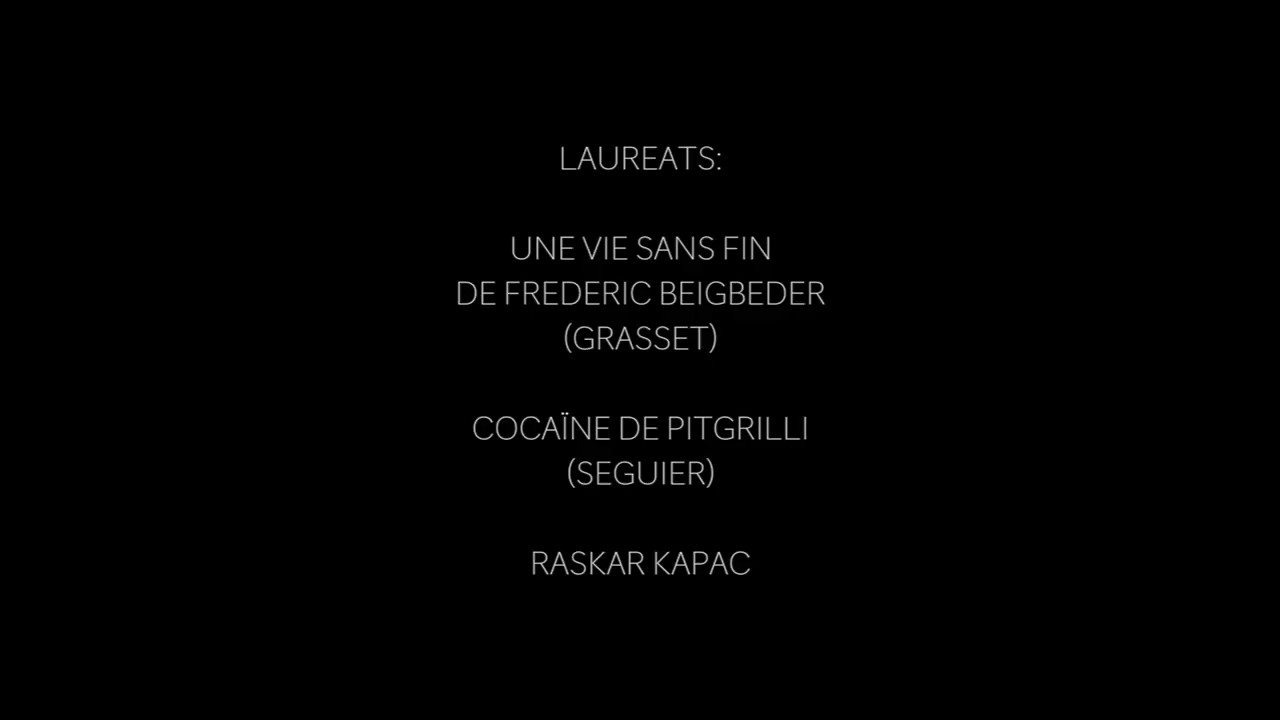 LAUREATS:
UNE VIE SANS FIN
DE FREDERIC BEIGBEDER
(GRASSET)
COCAÏNE DE PITGRILLI
(SEGUIER)
RASKAR KAPAC